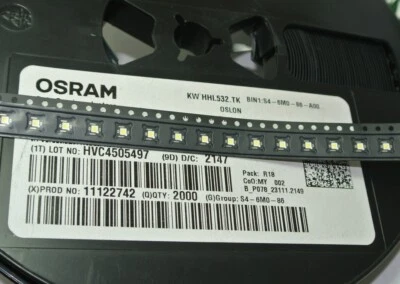 OSRAM
KW HHL532.TK BIN1:S4-6M0-86-A00
OSLON
(1T) LOT NO: HVC4505497 (9D) D/C: 2147
(X)PROD NO: 11122742 (Q)QTY: 2000 (G)Group: S4-6M0-86
Pack: R18
CoO:MY 002
B_P078_23111.2149